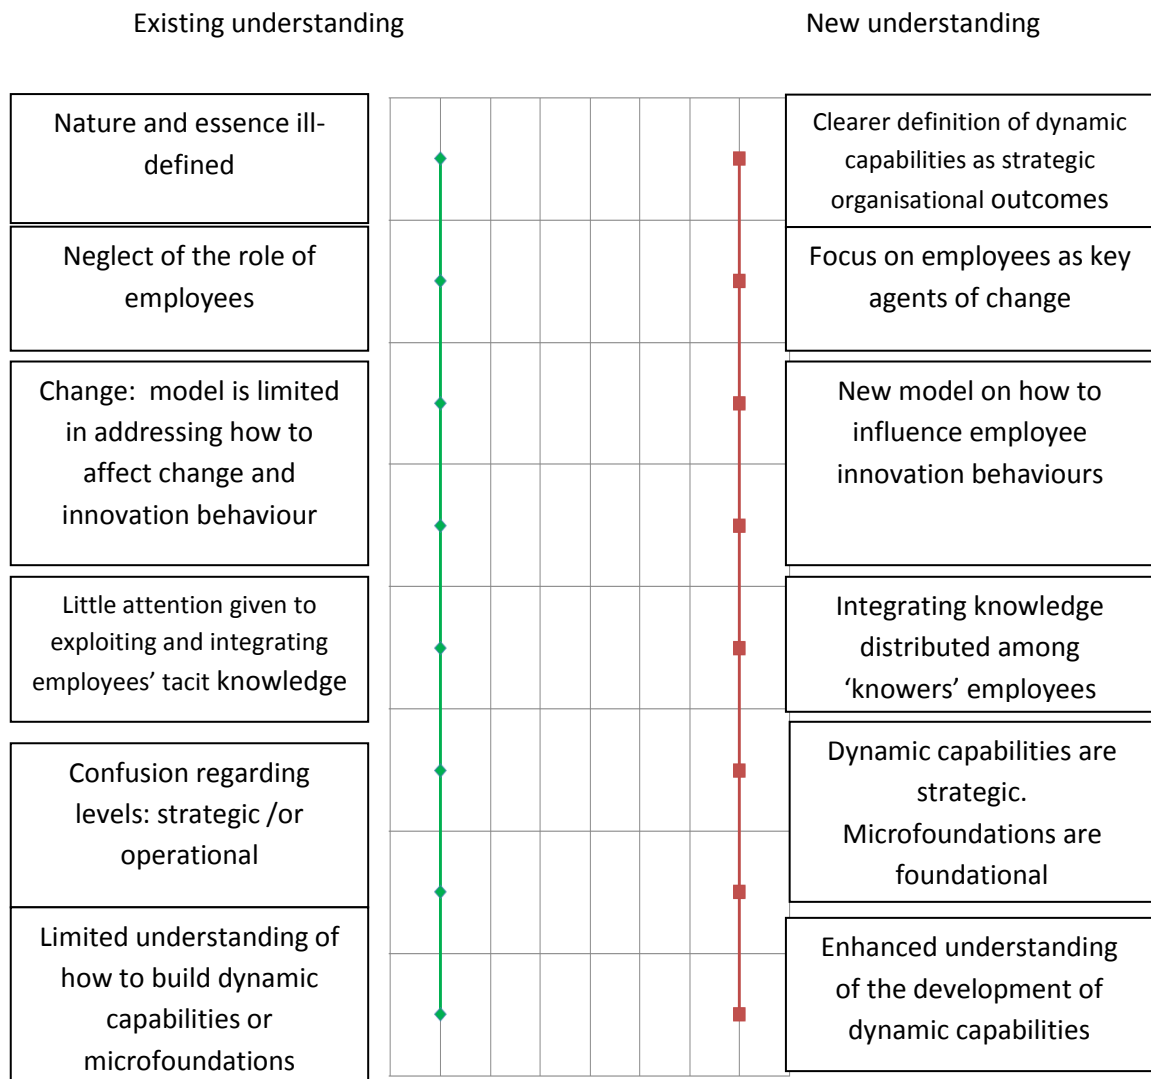 Existing understanding
New understanding
Nature and essence ill-
defined
Clearer definition of dynamic
capabilities as strategic
organisational outcomes
Neglect of the role of
employees
Focus on employees as key
agents of change
Change:  model is limited
in addressing how to
affect change and
innovation behaviour
New model on how to
influence employee
innovation behaviours
Little attention given to
exploiting and integrating
employees’ tacit knowledge
Integrating knowledge
distributed among
‘knowers’ employees
Confusion regarding
levels: strategic /or
operational
Dynamic capabilities are
strategic.
Microfoundations are
foundational
Limited understanding of
how to build dynamic
capabilities or
microfoundations
Enhanced understanding
of the development of
dynamic capabilities